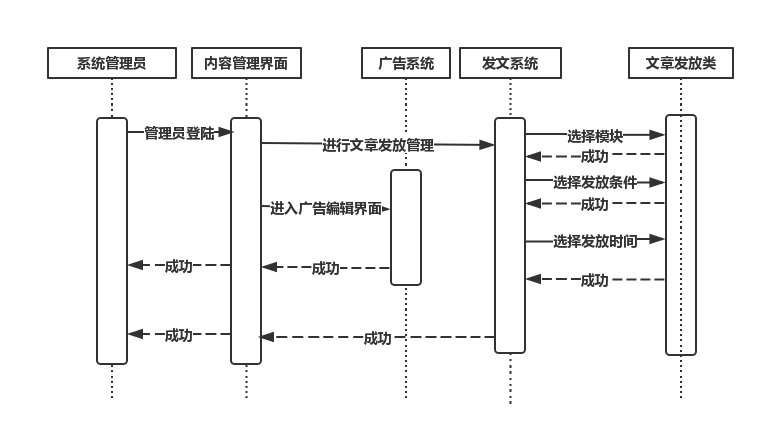 系统管理员
内容管理界面
广告系统
发文系统
文章发放类
管理员登陆
选择模块
进行文章发放管理
成功
选择发放条件
成功
进入广告编辑界面
选择发放时间
成功
成功
成功
成功
成功